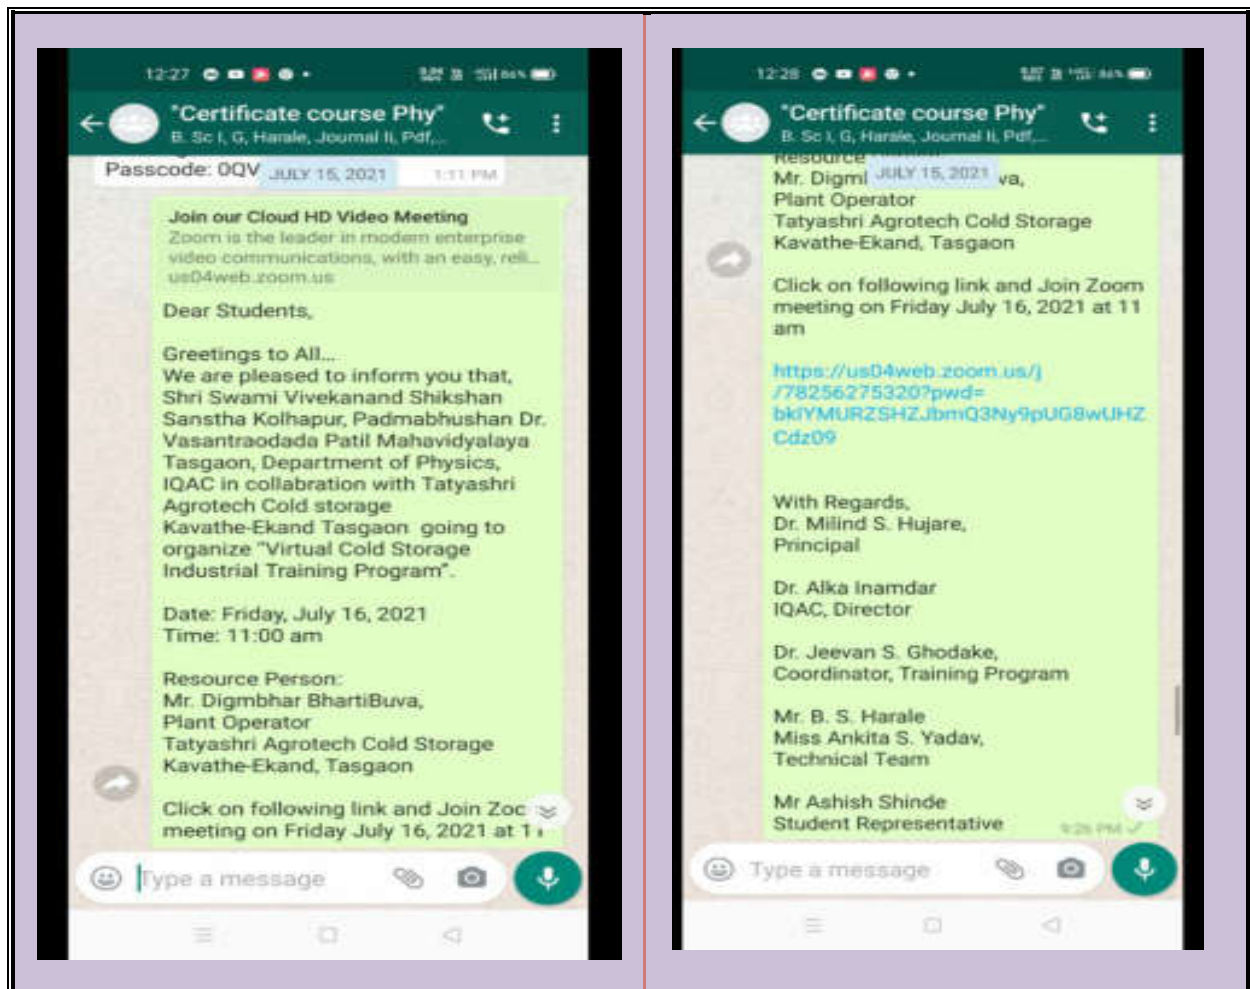 12:27
86%
"Certificate course Phy"
B. Sc I, G, Harale, Journal Ii, Pdf,...
Passcode: 0QV
JULY 15, 2021
1:11 PM
Join our Cloud HD Video Meeting
Zoom is the leader in modern enterprise
video communications, with an easy, reli...
us04web.zoom.us
Dear Students,
Greetings to All...
We are pleased to inform you that,
Shri Swami Vivekanand Shikshan
Sanstha Kolhapur, Padmabhushan Dr.
Vasantraodada Patil Mahavidyalaya
Tasgaon, Department of Physics,
IQAC in collabration with Tatyashri
Agrotech Cold storage
Kavathe-Ekand Tasgaon going to
organize "Virtual Cold Storage
Industrial Training Program".
Date: Friday, July 16, 2021
Time: 11:00 am
Resource Person:
Mr. Digmbhar BhartiBuva,
Plant Operator
Tatyashri Agrotech Cold Storage
Kavathe-Ekand, Tasgaon
Click on following link and Join Zoo
meeting on Friday July 16, 2021 at 11
Type a message
12:28
"Certificate course Phy"
B. Sc I, G, Harale, Journal Ii, Pdf,...
Resource
JULY 15, 2021
Mr. Digm va,
Plant Operator
Tatyashri Agrotech Cold Storage
Kavathe-Ekand, Tasgaon
Click on following link and Join Zoom
meeting on Friday July 16, 2021 at 11
am
https://us04web.zoom.us/j
/78256275320?pwd=
bklYMURZSHZJbmQ3Ny9pUG8wUHZ
Cdz09
With Regards,
Dr. Milind S. Hujare,
Principal
Dr. Alka Inamdar
IQAC, Director
Dr. Jeevan S. Ghodake,
Coordinator, Training Program
Mr. B. S. Harale
Miss Ankita S. Yadav,
Technical Team
Mr Ashish Shinde
Student Representative
9:26 PM
Type a message